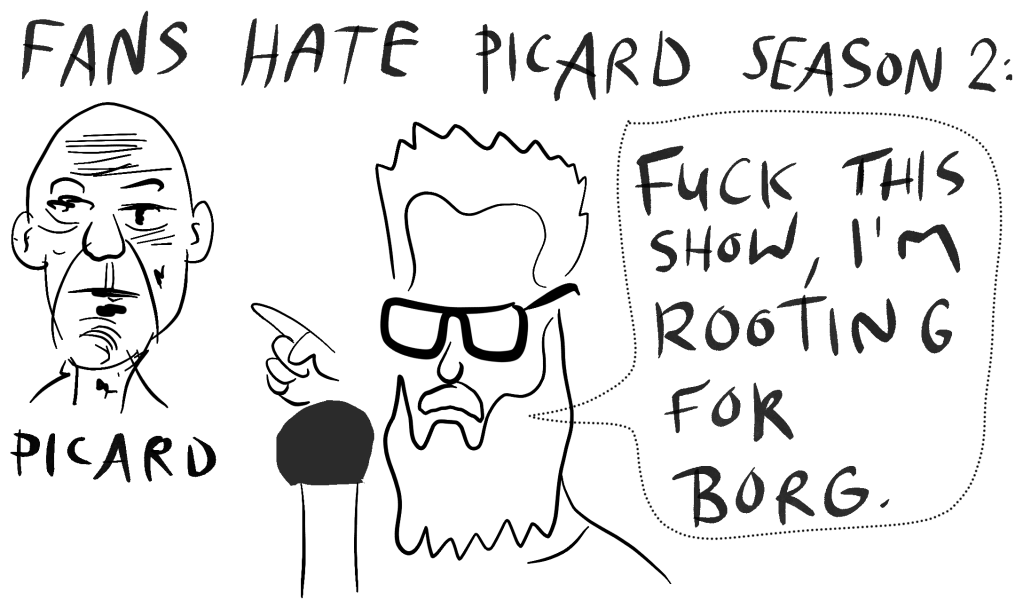 FANS HATE PICARD SEASON 2:
FUCK THIS
SHOW, I'M
ROOTING
FOR
BORG.
PICARD